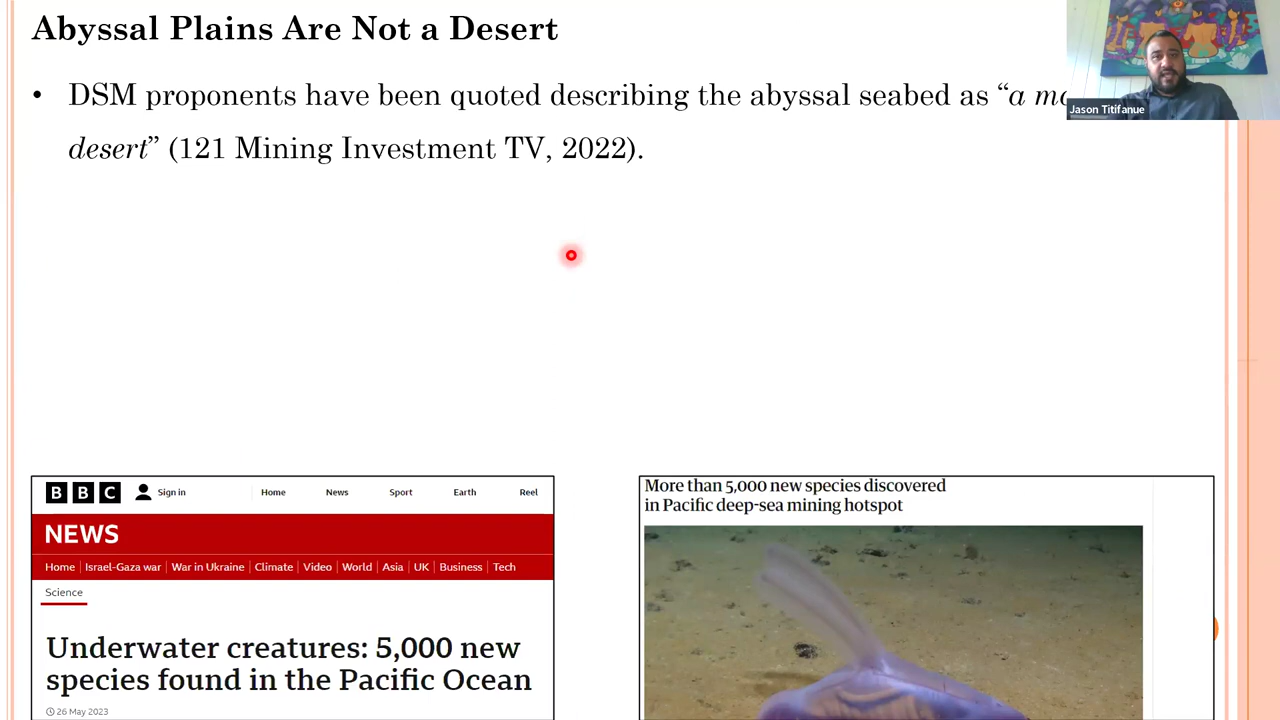 Abyssal Plains Are Not a Desert
• DSM proponents have been quoted describing the abyssal seabed as “a
desert” (121 Mining Investment TV, 2022).
Jason Titifanue
BBC Sign in Home News Sport Earth Reel
NEWS
Home Israel-Gaza war War in Ukraine Climate Video World Asia UK Business Tech
Science
Underwater creatures: 5,000 new
species found in the Pacific Ocean
26 May 2023
More than 5,000 new species discovered
in Pacific deep-sea mining hotspot